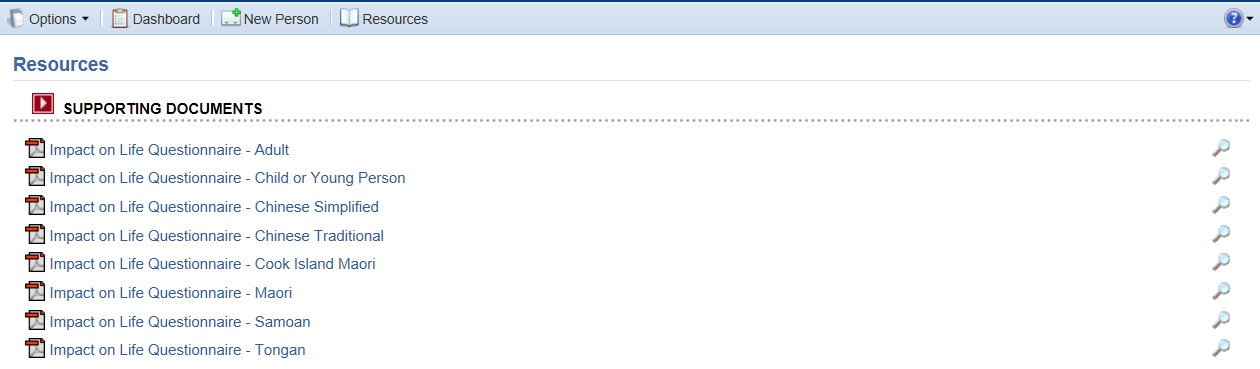 Options Dashboard New Person Resources
Resources
SUPPORTING DOCUMENTS
Impact on Life Questionnaire - Adult
Impact on Life Questionnaire - Child or Young Person
Impact on Life Questionnaire - Chinese Simplified
Impact on Life Questionnaire - Chinese Traditional
Impact on Life Questionnaire - Cook Island Maori
Impact on Life Questionnaire - Maori
Impact on Life Questionnaire - Samoan
Impact on Life Questionnaire - Tongan